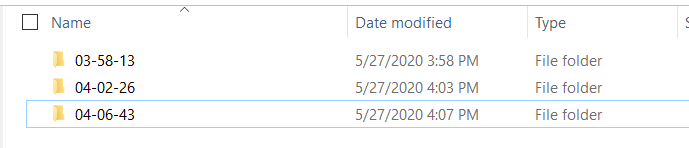 Name Date modified Type S
03-58-13 5/27/2020 3:58 PM File folder
04-02-26 5/27/2020 4:03 PM File folder
04-06-43 5/27/2020 4:07 PM File folder